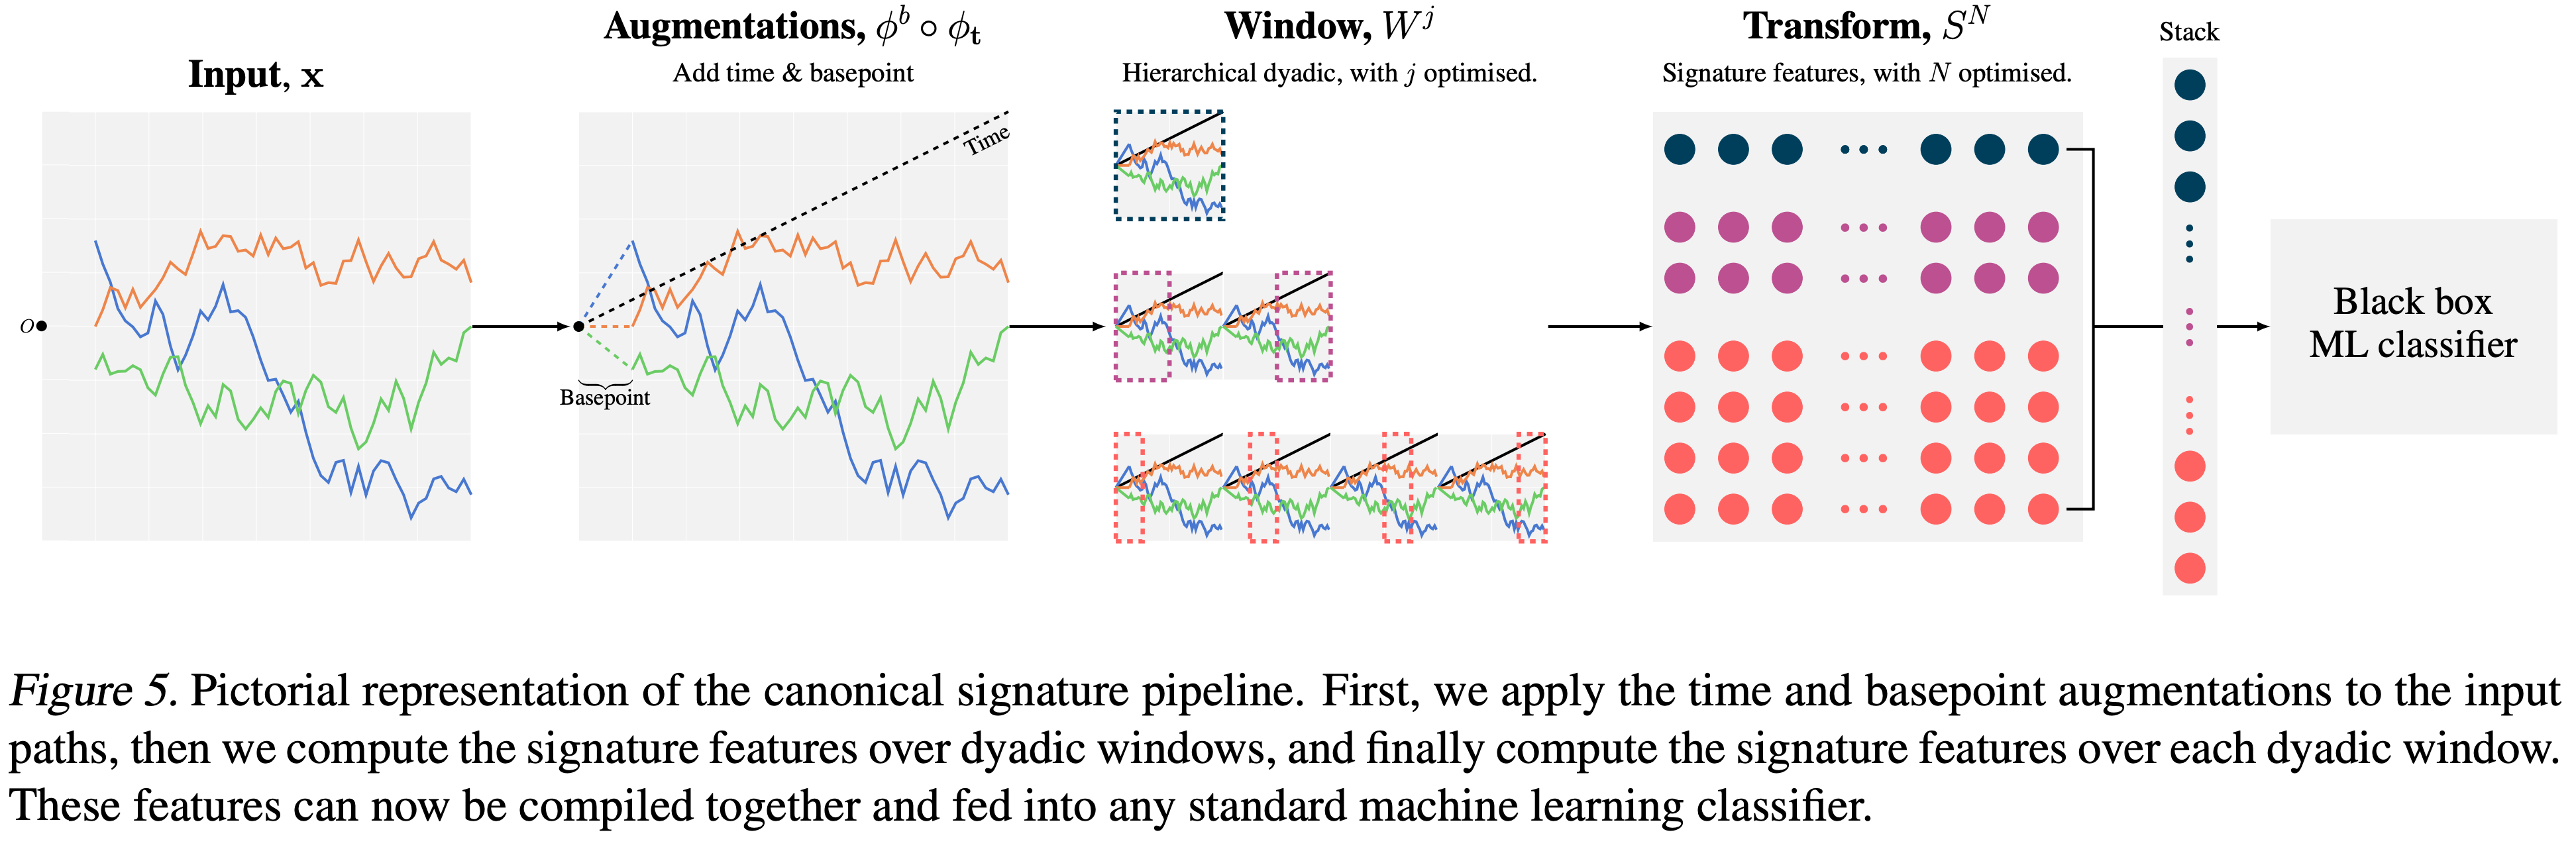 Input, x
O
Augmentations, ϕᵇ ∘ ϕₜ
Add time & basepoint
Time
Basepoint
Window, Wʲ
Hierarchical dyadic, with j optimised.
Transform, Sᴺ
Signature features, with N optimised.
Stack
Black box
ML classifier
Figure 5. Pictorial representation of the canonical signature pipeline. First, we apply the time and basepoint augmentations to the input
paths, then we compute the signature features over dyadic windows, and finally compute the signature features over each dyadic window.
These features can now be compiled together and fed into any standard machine learning classifier.